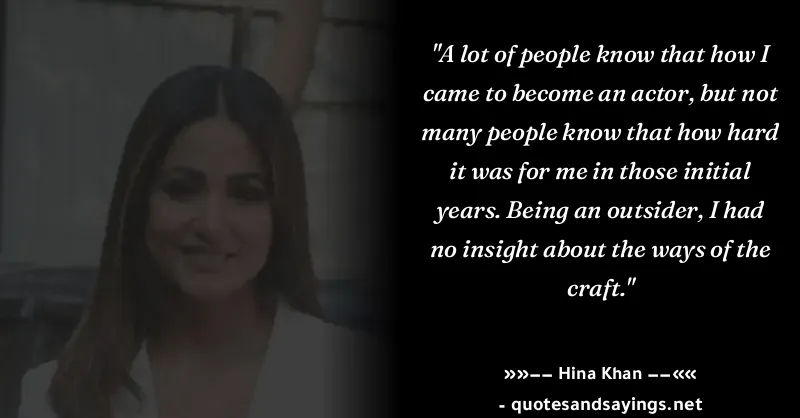 "A lot of people know that how I
came to become an actor, but not
many people know that how hard
it was for me in those initial
years. Being an outsider, I had
no insight about the ways of the
craft."
»»−− Hina Khan −−««
- quotesandsayings.net